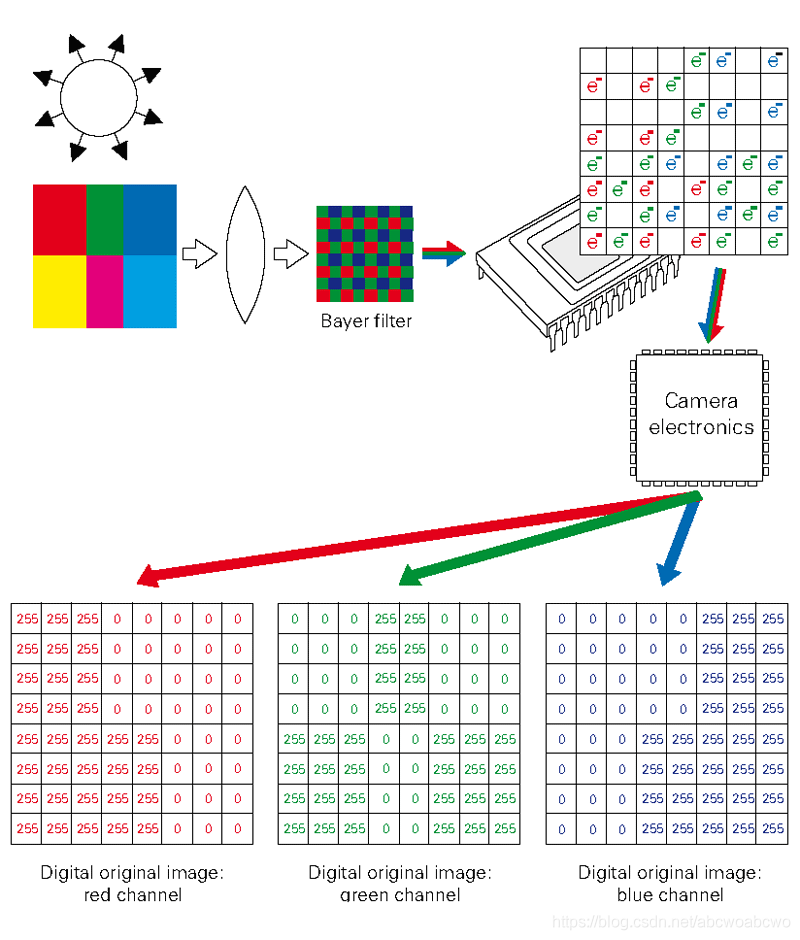 e- e- e-
e- e- e-
e- e- e-
e- e- e-
e- e- e- e- e- e-
e- e- e- e- e- e-
e- e- e- e- e- e-
e- e- e- e- e- e-
Bayer filter
Camera
electronics
255 255 255 0 0 0 0 0
255 255 255 0 0 0 0 0
255 255 255 0 0 0 0 0
255 255 255 0 0 0 0 0
255 255 255 255 255 0 0 0
255 255 255 255 255 0 0 0
255 255 255 255 255 0 0 0
255 255 255 255 255 0 0 0
Digital original image:
red channel
0 0 0 255 255 0 0 0
0 0 0 255 255 0 0 0
0 0 0 255 255 0 0 0
0 0 0 255 255 0 0 0
255 255 255 0 0 255 255 255
255 255 255 0 0 255 255 255
255 255 255 0 0 255 255 255
255 255 255 0 0 255 255 255
Digital original image:
green channel
0 0 0 0 0 255 255 255
0 0 0 0 0 255 255 255
0 0 0 0 0 255 255 255
0 0 0 0 0 255 255 255
0 0 0 255 255 255 255 255
0 0 0 255 255 255 255 255
0 0 0 255 255 255 255 255
0 0 0 255 255 255 255 255
Digital original image:
blue channel
https://blog.csdn.net/abcwoabcwo